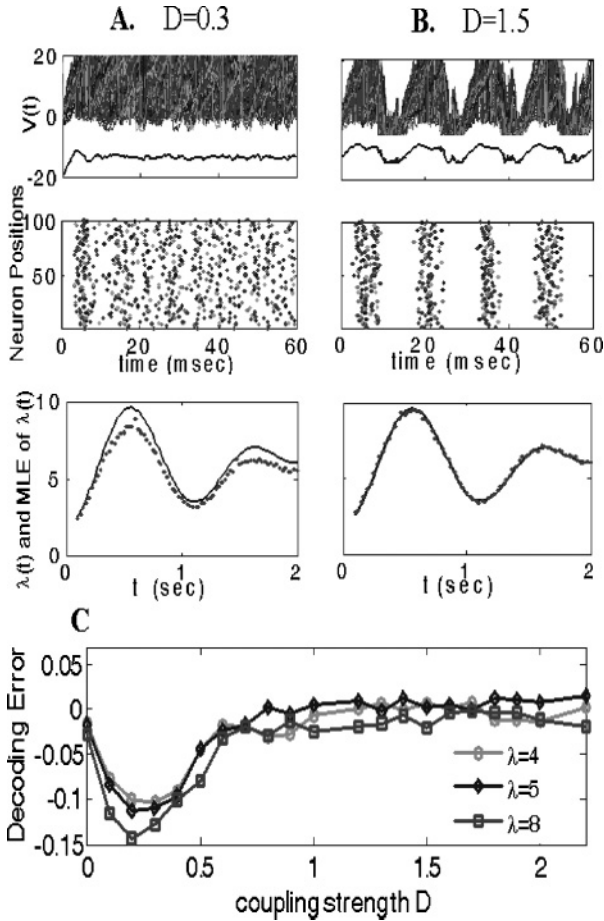 A. D=0.3
B. D=1.5
20
0
-20
V(t)
100
50
Neuron Positions
0 20 40 60
time (msec)
0 20 40 60
time (msec)
10
5
0
λ(t) and MLE of λ(t)
0 1 2
t (sec)
0 1 2
t (sec)
C
0.05
0
-0.05
-0.1
-0.15
Decoding Error
λ=4
λ=5
λ=8
0 0.5 1 1.5 2
coupling strength D